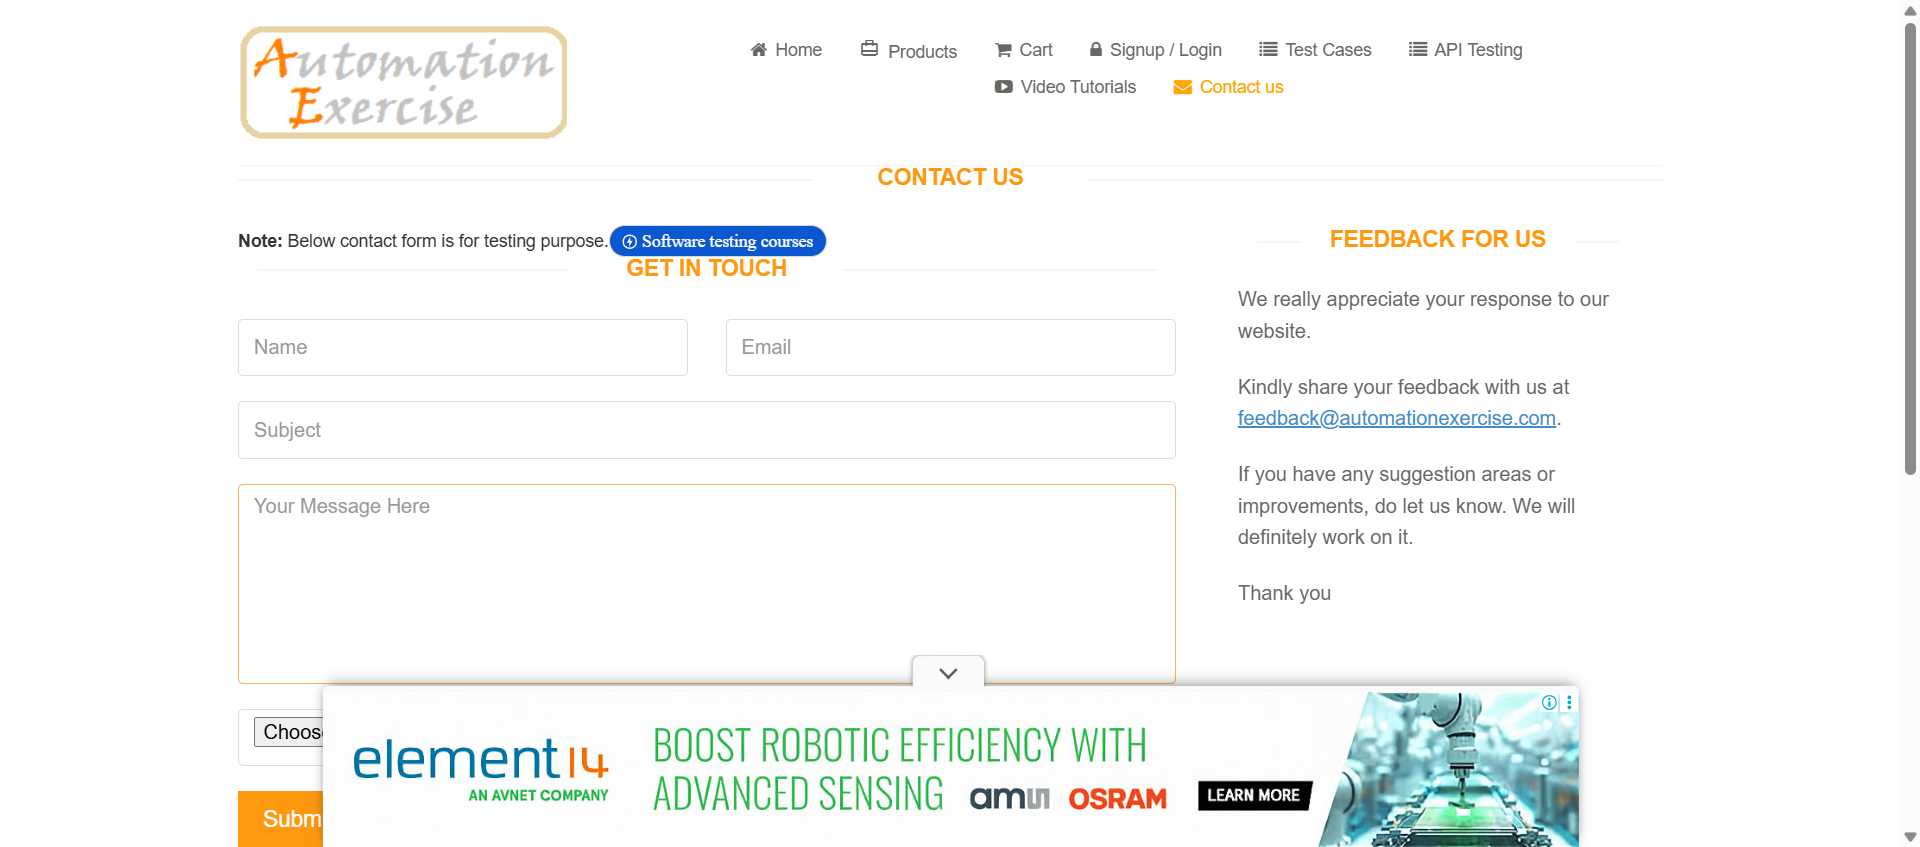 Automation
Exercise
Home
Products
Cart
Signup / Login
Test Cases
API Testing
Video Tutorials
Contact us
CONTACT US
Note: Below contact form is for testing purpose.
Software testing courses
GET IN TOUCH
Name
Email
Subject
Your Message Here
Choos
Subm
FEEDBACK FOR US
We really appreciate your response to our
website.
Kindly share your feedback with us at
feedback@automationexercise.com.
If you have any suggestion areas or
improvements, do let us know. We will
definitely work on it.
Thank you
element14
AN AVNET COMPANY
BOOST ROBOTIC EFFICIENCY WITH
ADVANCED SENSING
am OSRAM
LEARN MORE